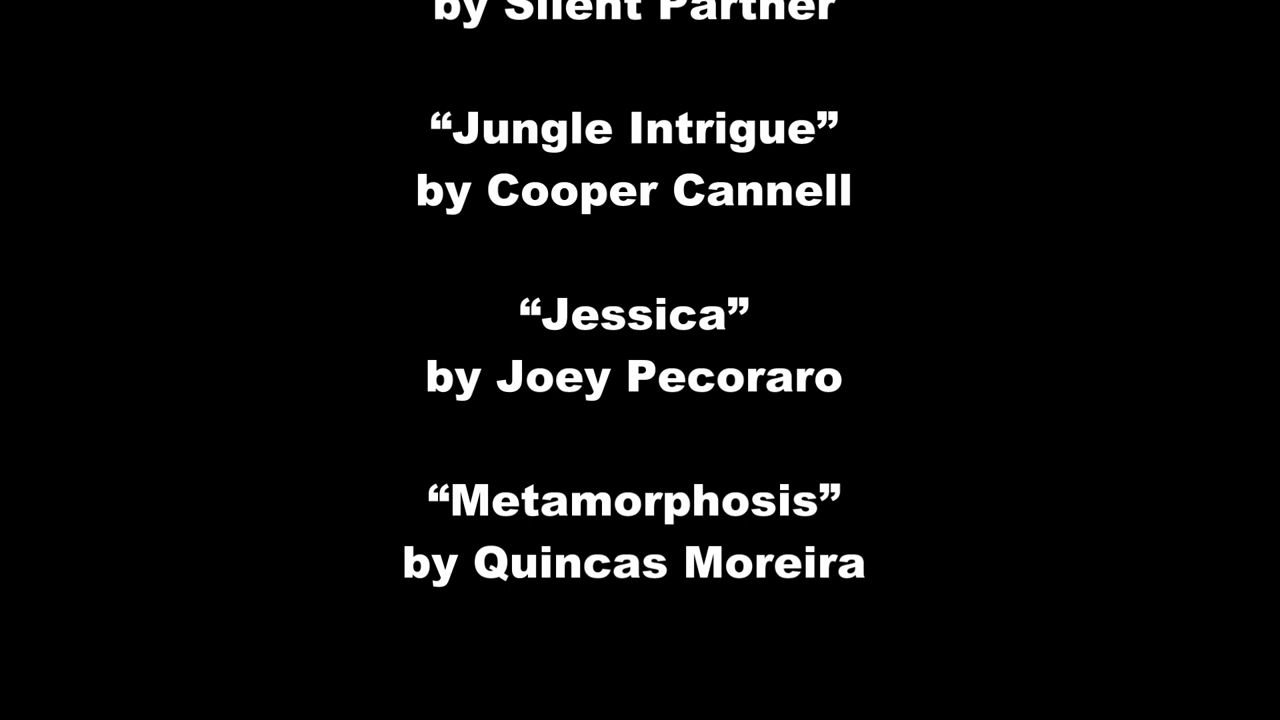 by Silent Partner
“Jungle Intrigue”
by Cooper Cannell
“Jessica”
by Joey Pecoraro
“Metamorphosis”
by Quincas Moreira